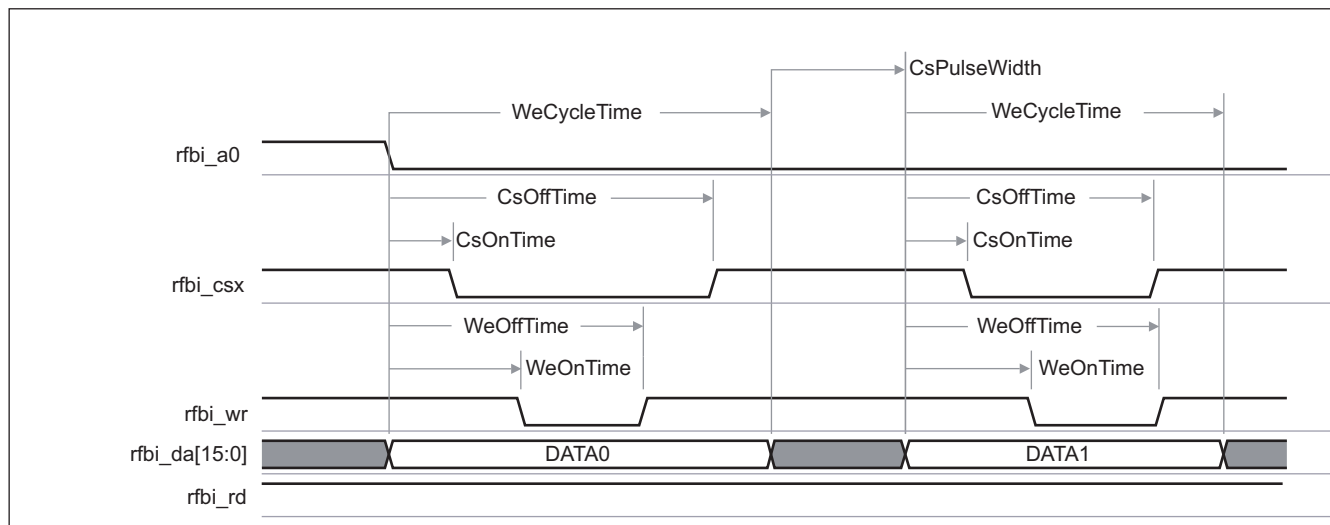 CsPulseWidth
WeCycleTime WeCycleTime
rfbi_a0
CsOffTime CsOffTime
CsOnTime CsOnTime
rfbi_csx
WeOffTime WeOffTime
WeOnTime WeOnTime
rfbi_wr
rfbi_da[15:0] DATA0 DATA1
rfbi_rd